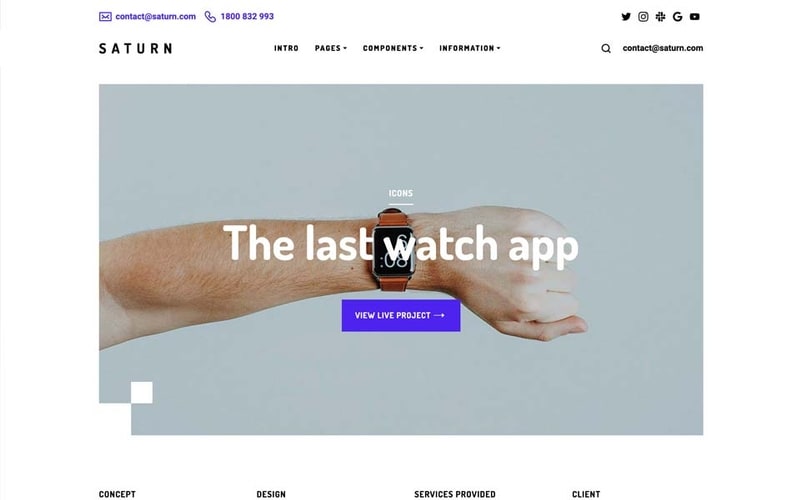 contact@saturn.com 1800 832 993
SATURN INTRO PAGES COMPONENTS INFORMATION contact@saturn.com
ICONS
The last watch app
VIEW LIVE PROJECT →
CONCEPT DESIGN SERVICES PROVIDED CLIENT